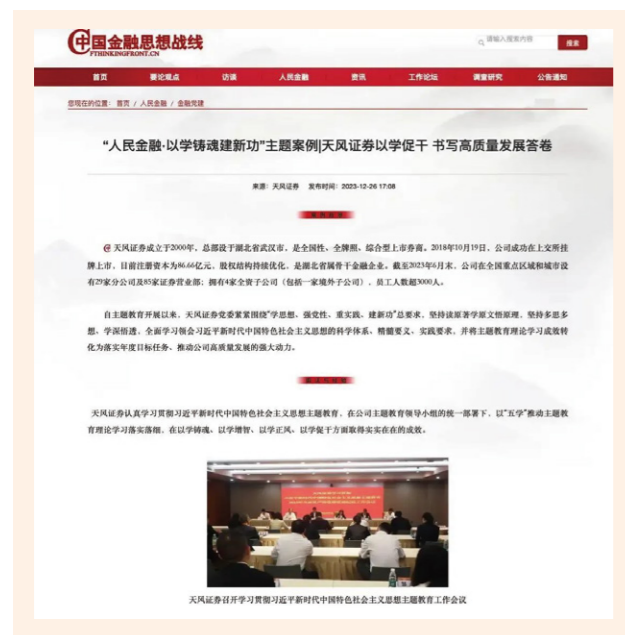 中国金融思想战线
FTHINKINGFRONT.CN
请输入搜索内容
搜索
首页 要论观点 访谈 人民金融 资讯 工作论坛 调查研究 公告通知
您现在的位置： 首页 / 人民金融 / 金融党建
“人民金融·以学铸魂建新功”主题案例|天风证券以学促干 书写高质量发展答卷
来源：天风证券 发布时间：2023-12-26 17:08
天风证券成立于2000年，总部设于湖北省武汉市，是全国性、全牌照、综合型上市券商。2018年10月19日，公司成功在上交所挂
牌上市，目前注册资本为86.66亿元，股权结构持续优化，是湖北省属骨干金融企业。截至2023年6月末，公司在全国重点区域和城市设
有29家分公司及85家证券营业部；拥有4家全资子公司（包括一家境外子公司），员工人数超3000人。
自主题教育开展以来，天风证券党委紧紧围绕“学思想、强党性、重实践、建新功”总要求，坚持读原著学原文悟原理，坚持多思多
想、学深悟透，全面学习领会习近平新时代中国特色社会主义思想的科学体系、精髓要义、实践要求，并将主题教育理论学习成效转
化为落实年度目标任务、推动公司高质量发展的强大动力。
天风证券认真学习贯彻习近平新时代中国特色社会主义思想主题教育，在公司主题教育领导小组的统一部署下，以“五学”推动主题教
育理论学习落实落细，在以学铸魂、以学增智、以学正风、以学促干方面取得实实在在的成效。
天风证券召开学习贯彻习近平新时代中国特色社会主义思想主题教育工作会议